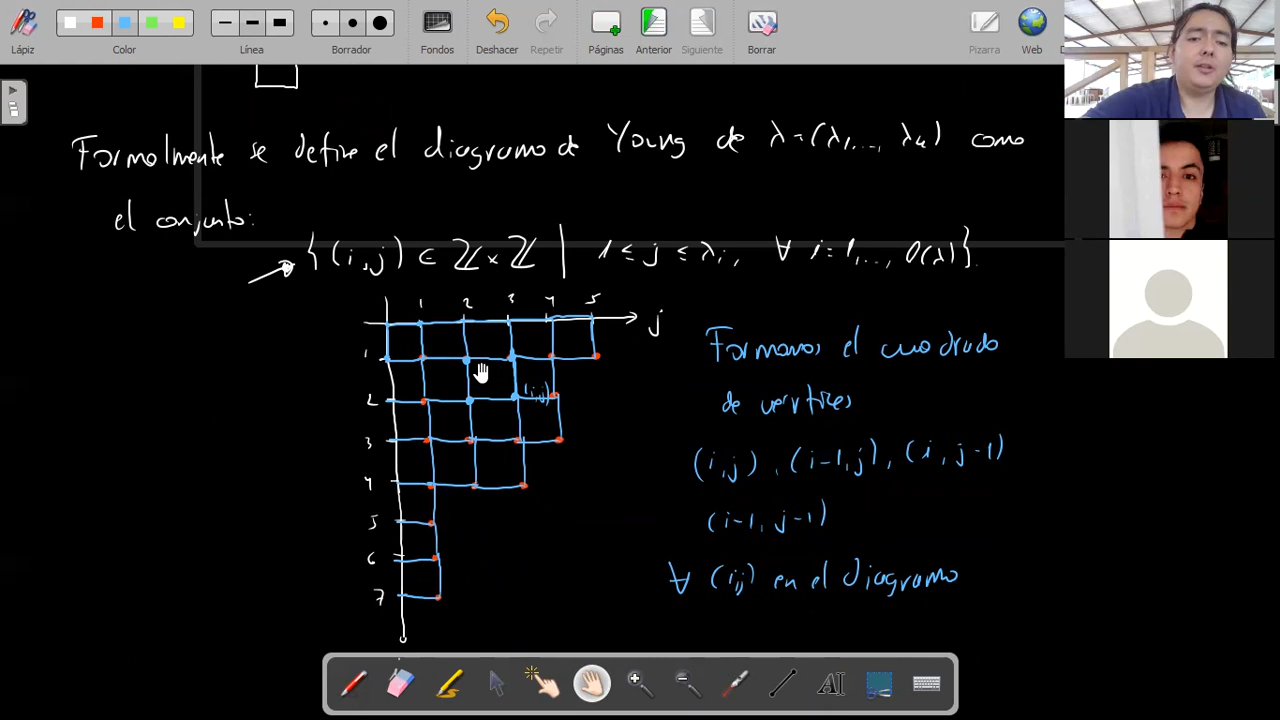 Lápiz
Color
Línea
Borrador
Fondos
Deshacer
Repetir
Páginas
Anterior
Siguiente
Borrar
Pizarra
Web
Formalmente se define el diagrama de Young de λ=(λ1,..., λk) como
el conjunto:
{(i,j) ∈ ℤ×ℤ | 1 ≤ j ≤ λi, ∀ i=1,..., l(λ)}
1 2 3 4 5
j
1
2
3
4
5
6
7
(i,j)
Formamos el cuadrado
de vertices
(i,j), (i-1,j), (i,j-1)
(i-1, j-1)
∀ (i,j) en el diagrama
AI